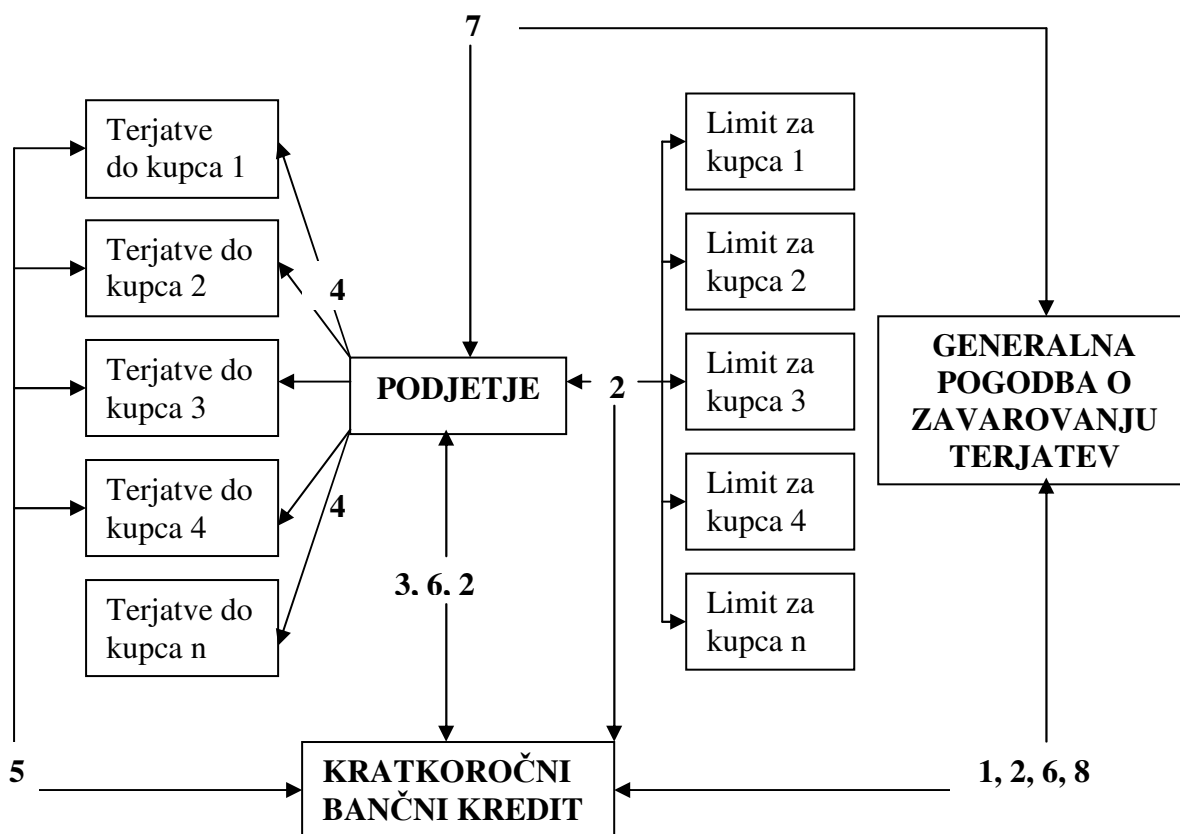 7
Terjatve
do kupca 1
Limit za
kupca 1
Terjatve do
kupca 2
Limit za
kupca 2
4
Terjatve do
kupca 3
PODJETJE
2
Limit za
kupca 3
GENERALNA
POGODBA O
ZAVAROVANJU
TERJATEV
Terjatve do
kupca 4
4
Limit za
kupca 4
3, 6, 2
Terjatve do
kupca n
Limit za
kupca n
5
KRATKOROČNI
BANČNI KREDIT
1, 2, 6, 8